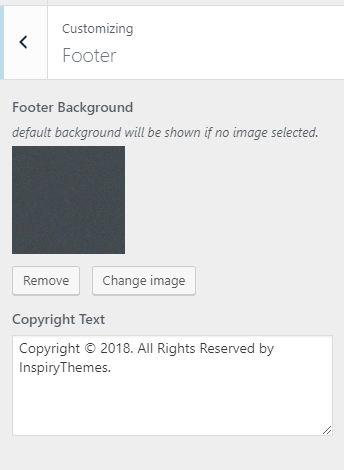 Customizing
Footer
Footer Background
default background will be shown if no image selected.
Remove
Change image
Copyright Text
Copyright © 2018. All Rights Reserved by
InspiryThemes.